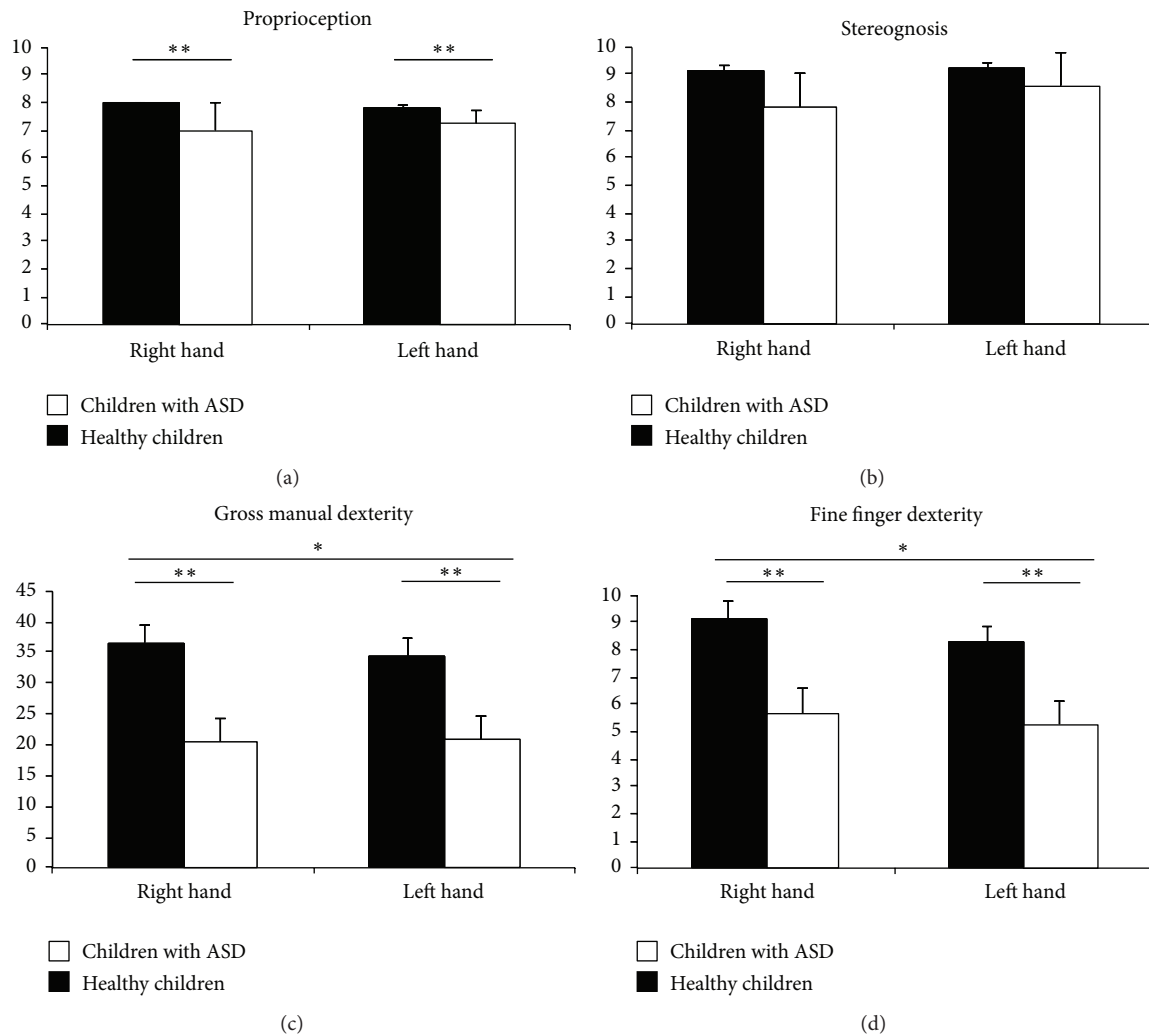 Proprioception
10
9
8
7
6
5
4
3
2
1
0
** **
Right hand Left hand
Children with ASD
Healthy children
(a)
Stereognosis
10
9
8
7
6
5
4
3
2
1
0
Right hand Left hand
Children with ASD
Healthy children
(b)
Gross manual dexterity
*
** **
45
40
35
30
25
20
15
10
5
0
Right hand Left hand
Children with ASD
Healthy children
(c)
Fine finger dexterity
*
** **
10
9
8
7
6
5
4
3
2
1
0
Right hand Left hand
Children with ASD
Healthy children
(d)